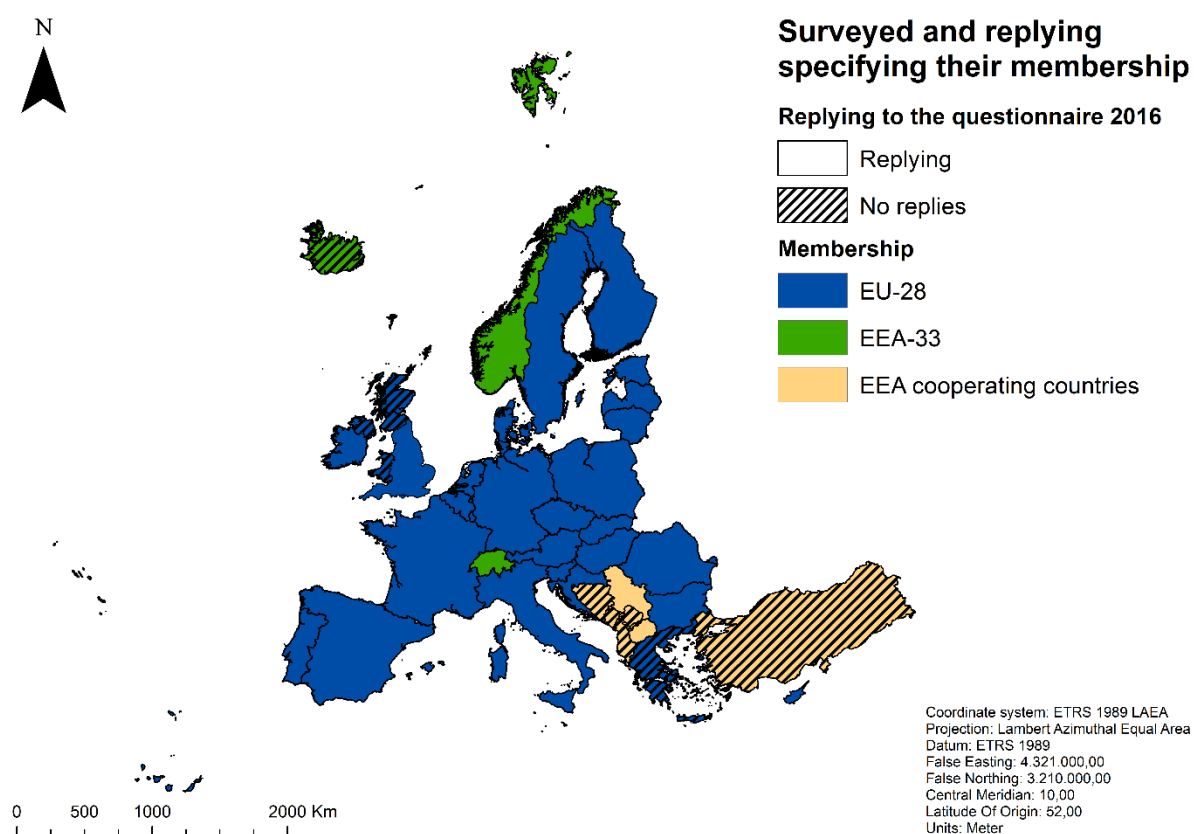 N
Surveyed and replying
specifying their membership
Replying to the questionnaire 2016
Replying
No replies
Membership
EU-28
EEA-33
EEA cooperating countries
Coordinate system: ETRS 1989 LAEA
Projection: Lambert Azimuthal Equal Area
Datum: ETRS 1989
False Easting: 4.321.000,00
False Northing: 3.210.000,00
Central Meridian: 10,00
Latitude Of Origin: 52,00
Units: Meter
0 500 1000 2000 Km